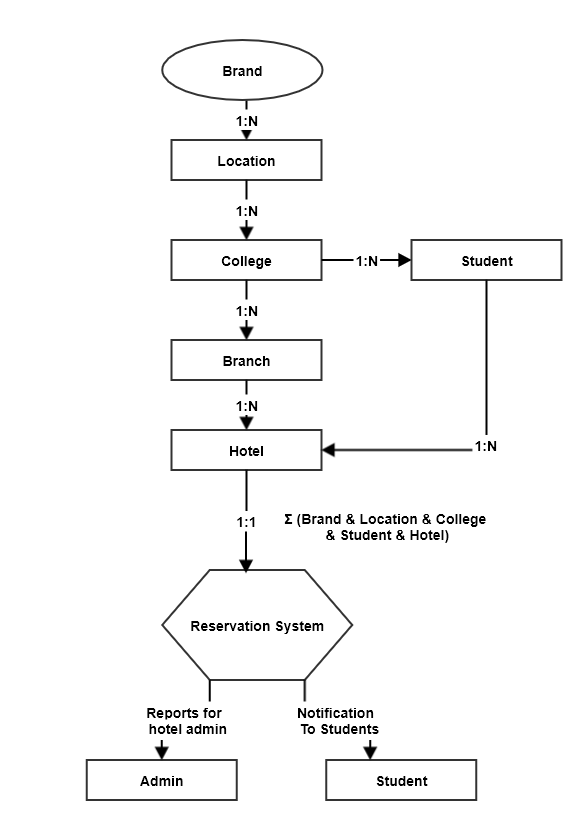 Brand
1:N
Location
1:N
College
1:N
Student
1:N
Branch
1:N
Hotel
1:N
1:1
Σ (Brand & Location & College
& Student & Hotel)
Reservation System
Reports for
hotel admin
Notification
To Students
Admin
Student